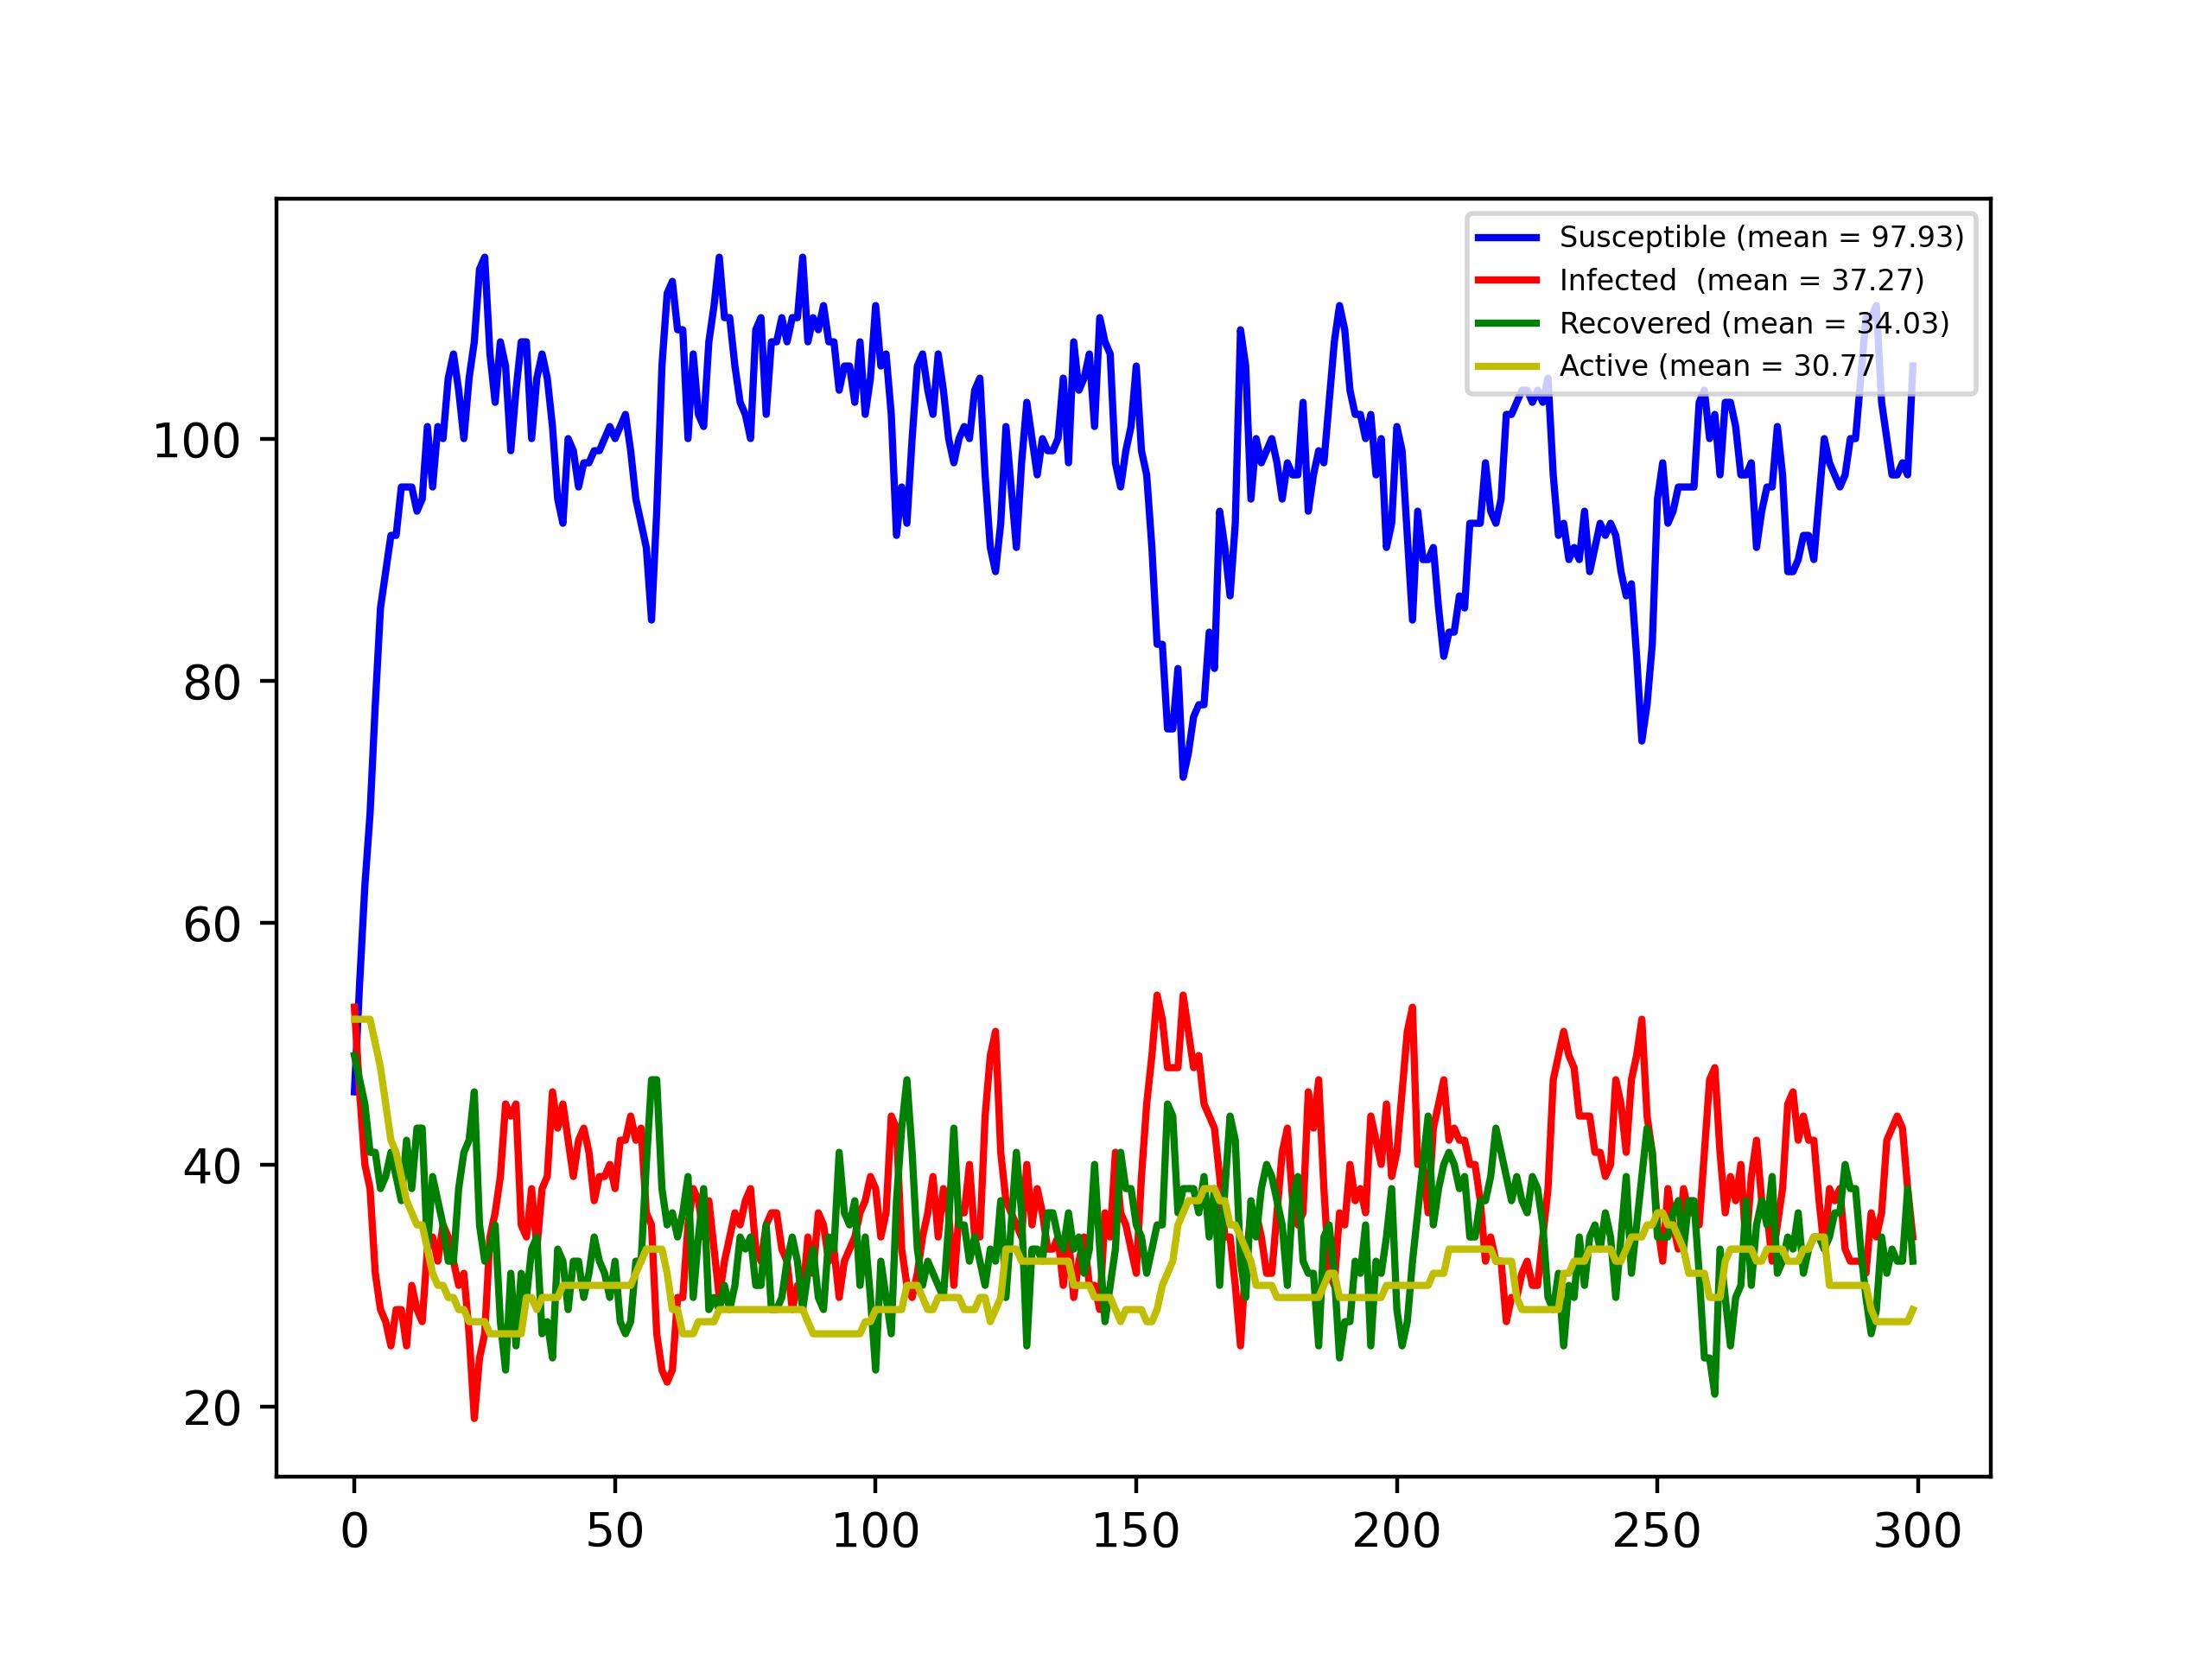 Susceptible (mean = 97.93)
Infected  (mean = 37.27)
Recovered (mean = 34.03)
Active (mean = 30.77
100
80
60
40
20
0 50 100 150 200 250 300